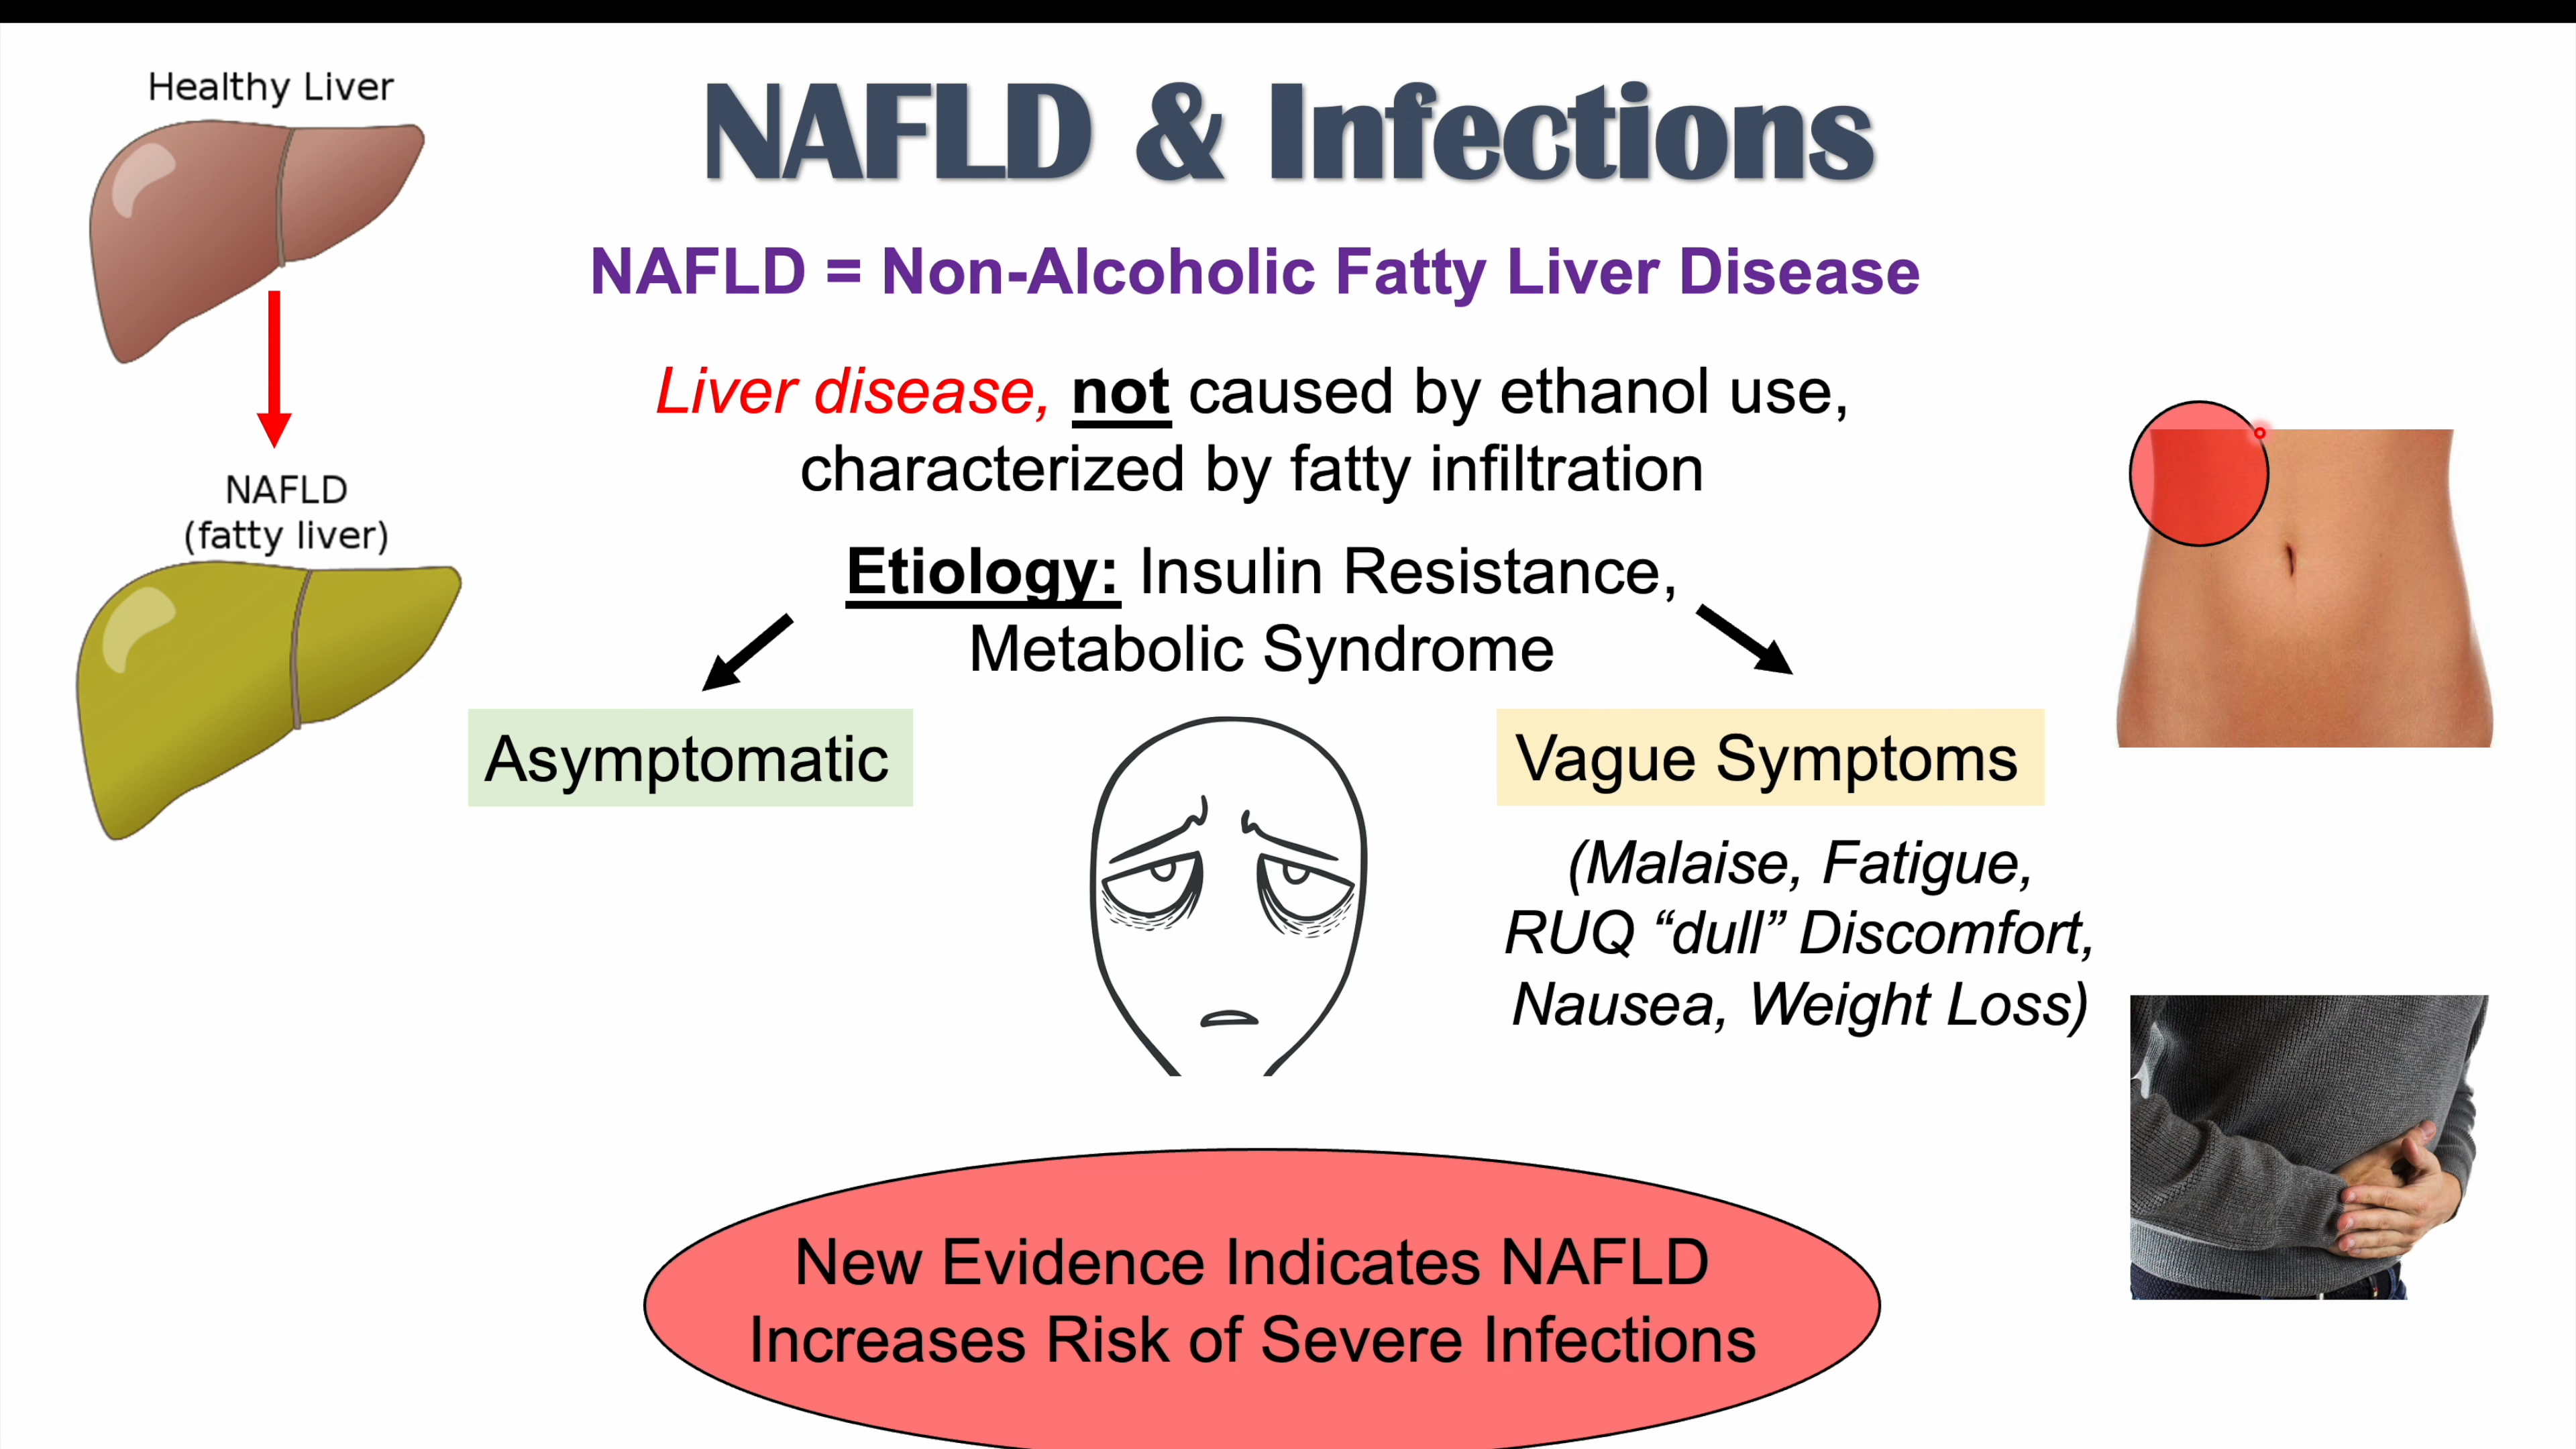 Healthy Liver
NAFLD & Infections
NAFLD = Non-Alcoholic Fatty Liver Disease
Liver disease, not caused by ethanol use,
characterized by fatty infiltration
NAFLD
(fatty liver)
Etiology: Insulin Resistance,
Metabolic Syndrome
Asymptomatic
Vague Symptoms
(Malaise, Fatigue,
RUQ “dull” Discomfort,
Nausea, Weight Loss)
New Evidence Indicates NAFLD
Increases Risk of Severe Infections